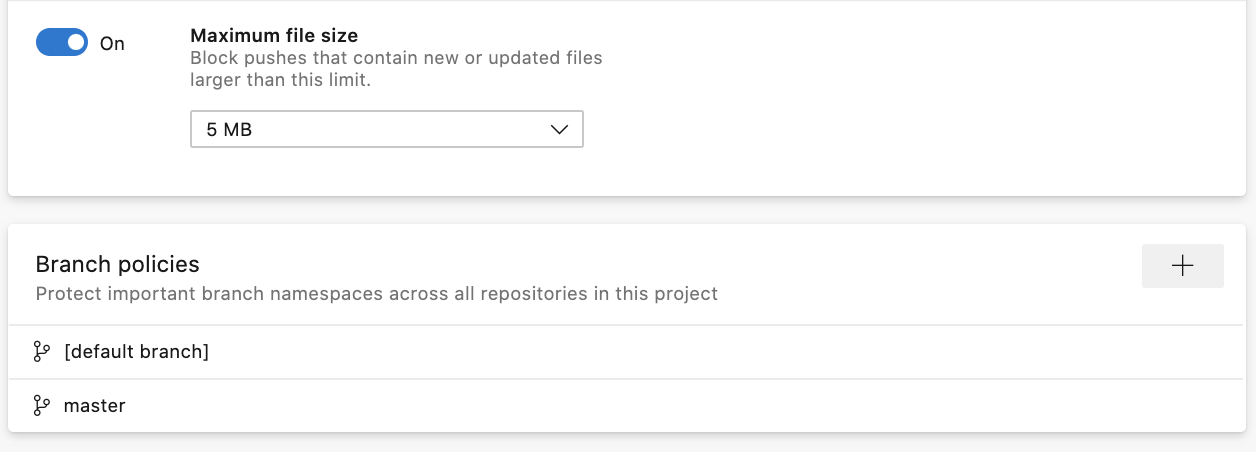 On
Maximum file size
Block pushes that contain new or updated files
larger than this limit.
5 MB
Branch policies
Protect important branch namespaces across all repositories in this project
[default branch]
master